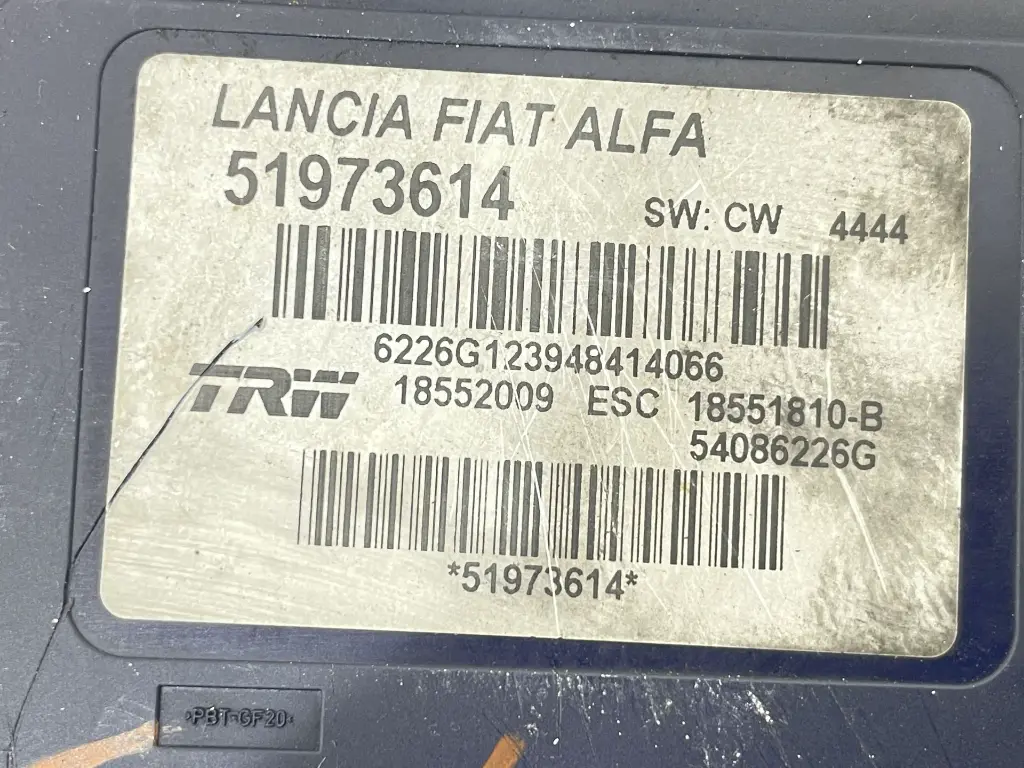 LANCIA FIAT ALFA
51973614
SW: CW 4444
6226G123948414066
TRW
18552009 ESC 18551810-B
54086226G
*51973614*
>PBT-GF20<